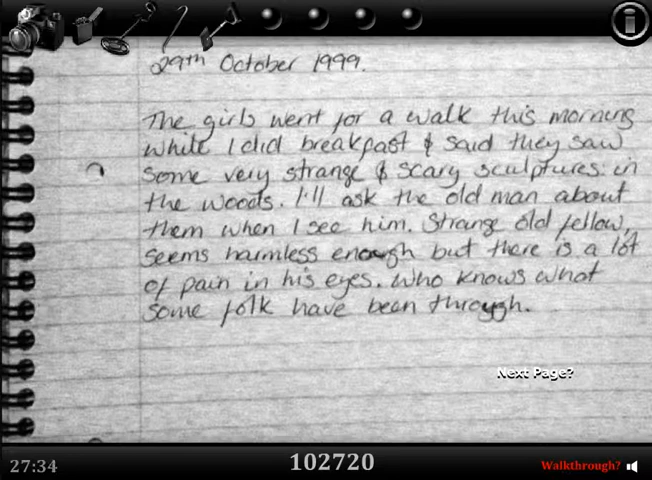 29th October 1999.
The girls went for a walk this morning
while I did breakfast & said they saw
some very strange & scary sculptures in
the woods. I'll ask the old man about
them when I see him. Strange old fellow,
seems harmless enough but there is a lot
of pain in his eyes. Who knows what
some folk have been through.
Next Page?
27:34
102720
Walkthrough?